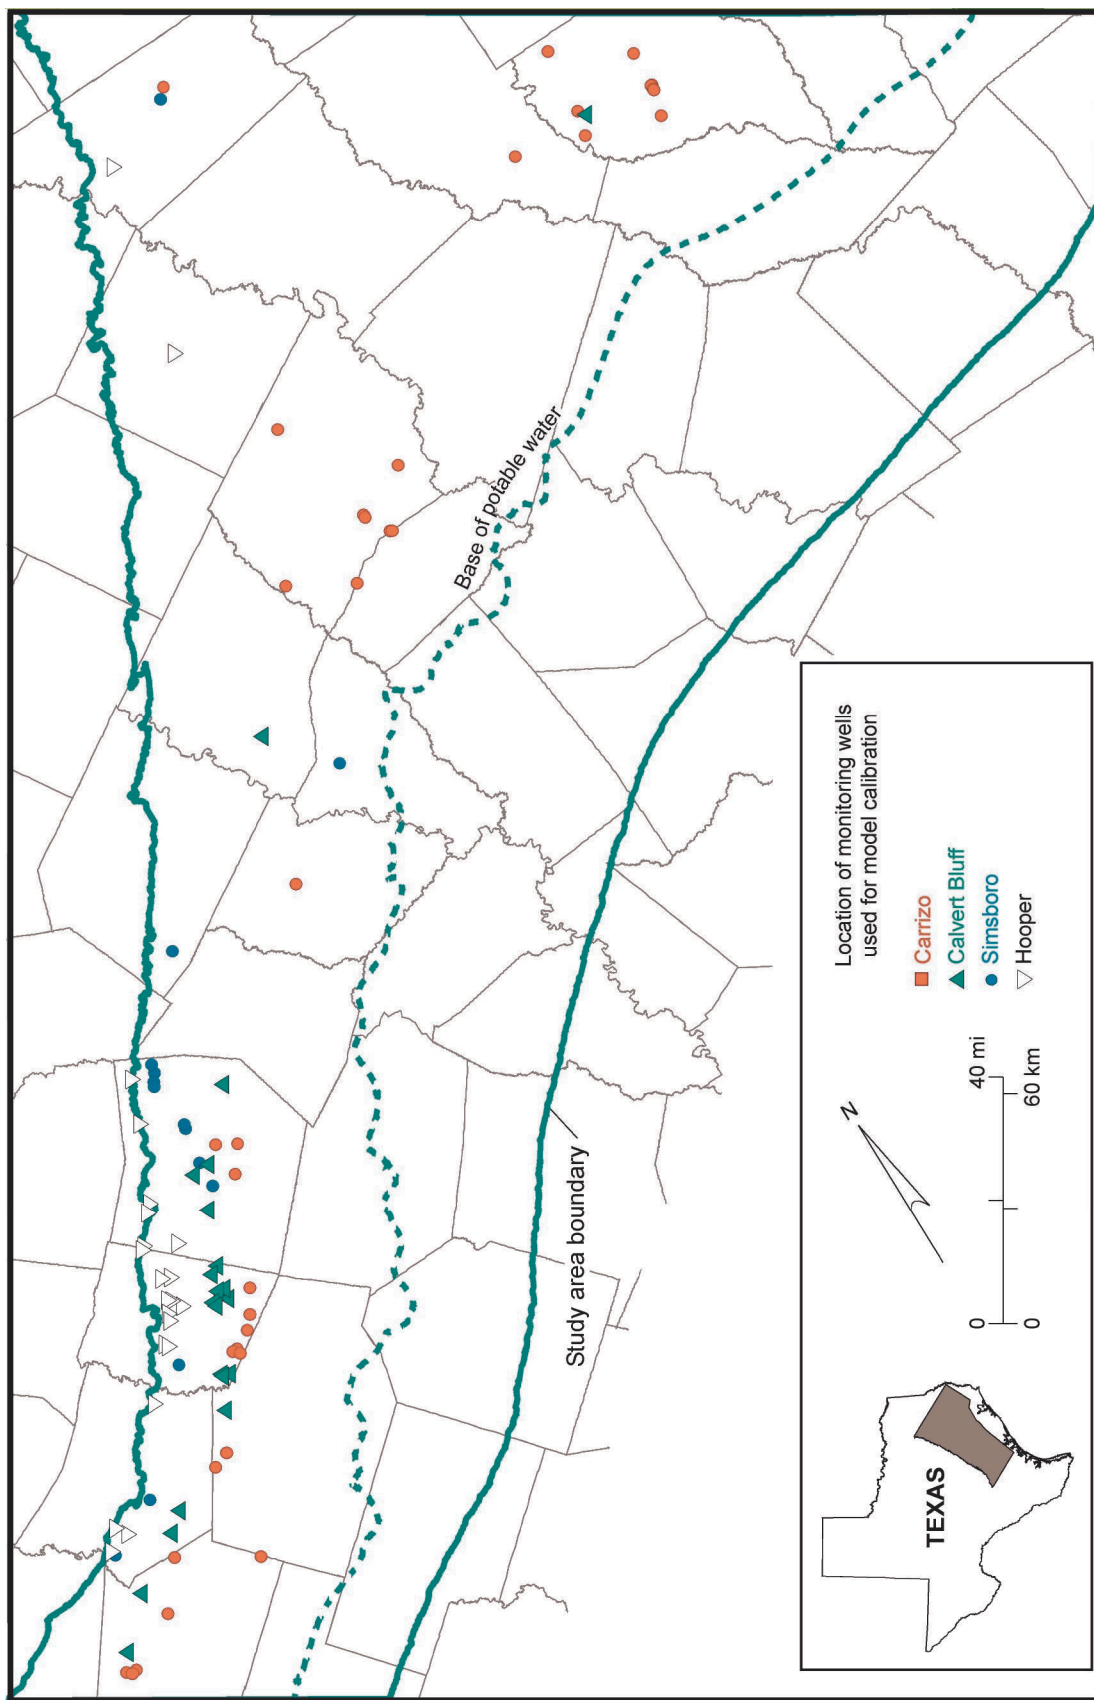 Base of potable water
Study area boundary
Location of monitoring wells
used for model calibration
Carrizo
Calvert Bluff
Simsboro
Hooper
N
0 40 mi
0 60 km
TEXAS